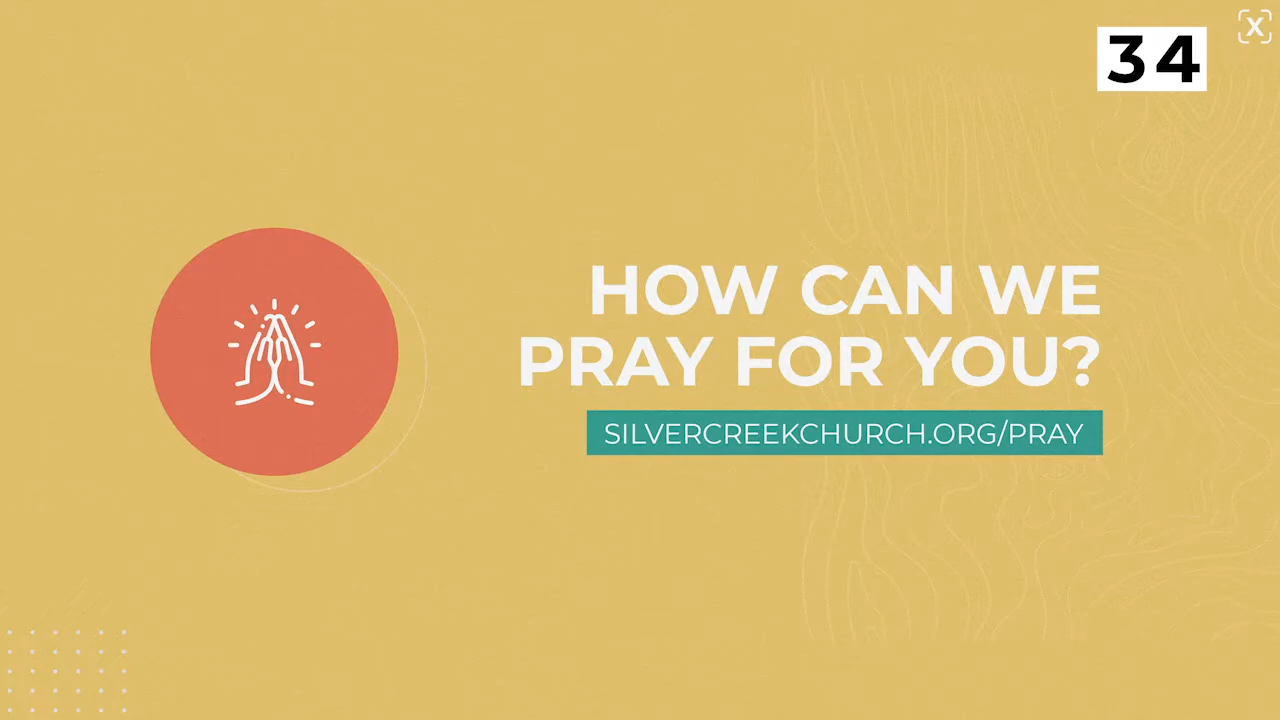 X
34
HOW CAN WE
PRAY FOR YOU?
SILVERCREEKCHURCH.ORG/PRAY